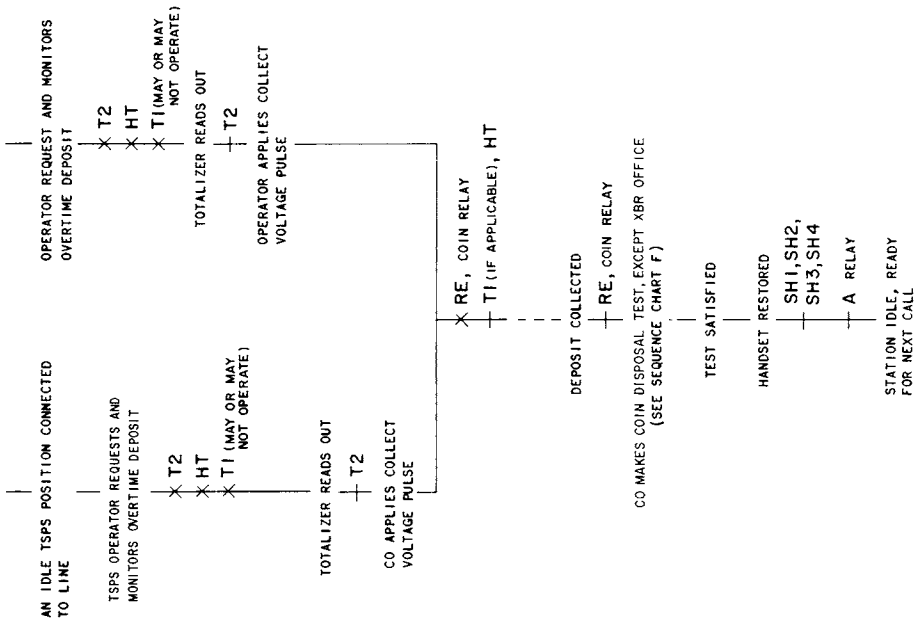 AN IDLE TSPS POSITION CONNECTED
TO LINE
TSPS OPERATOR REQUESTS AND
MONITORS OVERTIME DEPOSIT
T2
HT
T1 (MAY OR MAY
NOT OPERATE)
TOTALIZER READS OUT
T2
CO APPLIES COLLECT
VOLTAGE PULSE
OPERATOR REQUEST AND MONITORS
OVERTIME DEPOSIT
T2
HT
T1 (MAY OR MAY
NOT OPERATE)
TOTALIZER READS OUT
T2
OPERATOR APPLIES COLLECT
VOLTAGE PULSE
RE, COIN RELAY
T1 (IF APPLICABLE), HT
DEPOSIT COLLECTED
RE, COIN RELAY
CO MAKES COIN DISPOSAL TEST, EXCEPT XBR OFFICE
(SEE SEQUENCE CHART F)
TEST SATISFIED
HANDSET RESTORED
SH1, SH2,
SH3, SH4
A RELAY
STATION IDLE, READY
FOR NEXT CALL